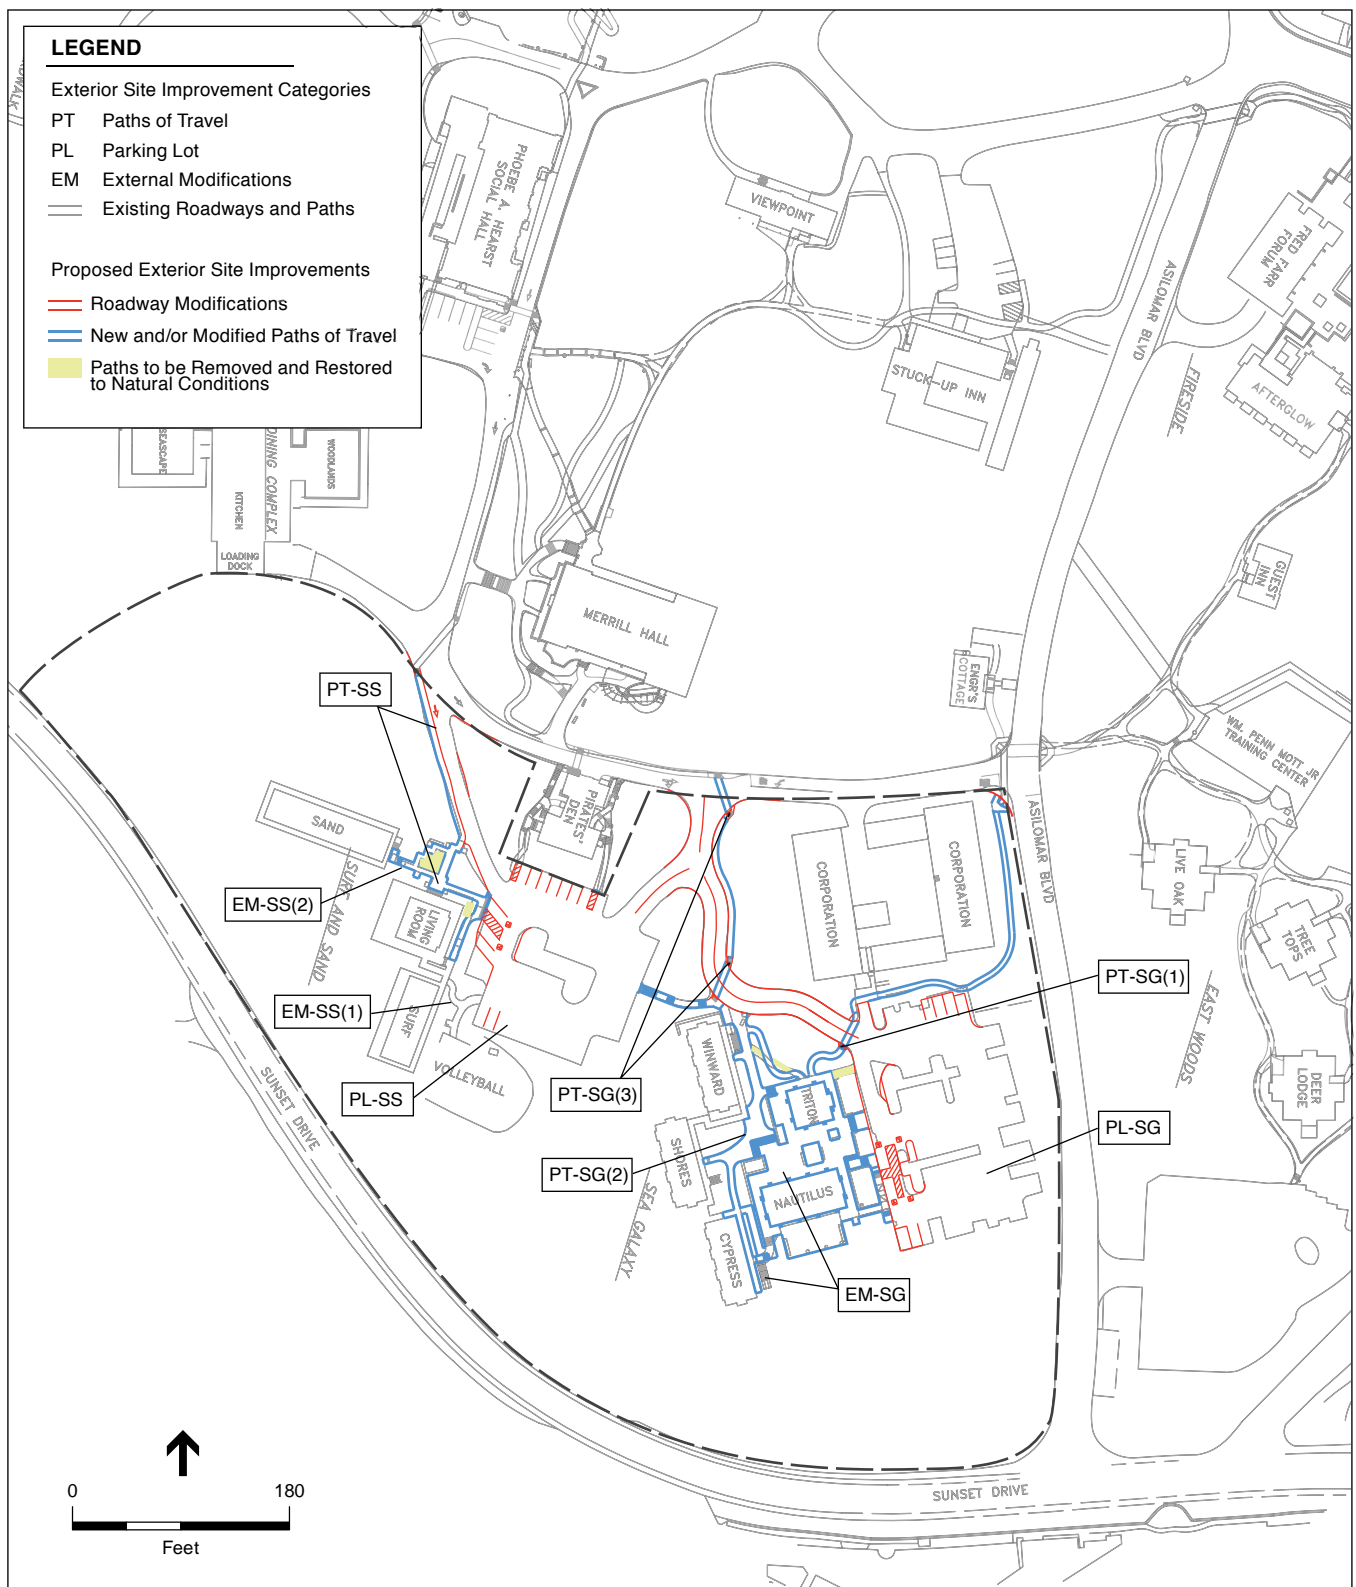 LEGEND
Exterior Site Improvement Categories
PT Paths of Travel
PL Parking Lot
EM External Modifications
Existing Roadways and Paths
Proposed Exterior Site Improvements
Roadway Modifications
New and/or Modified Paths of Travel
Paths to be Removed and Restored
to Natural Conditions
PHOEBE A. HEARST
SOCIAL HALL
VIEWPOINT
FRED FARR
FORUM
ASILOMAR BLVD
STUCK-UP INN
FIRESIDE
AFTERGLOW
SEASCAPE
DINING COMPLEX
WOODLANDS
KITCHEN
LOADING
DOCK
GUEST
INN
MERRILL HALL
ENGR'S
COTTAGE
PT-SS
WM. PENN MOTT JR
TRAINING CENTER
PIRATES'
DEN
SAND
ASILOMAR BLVD
CORPORATION
CORPORATION
LIVE OAK
SURF AND SAND
EM-SS(2)
LIVING
ROOM
TREE
TOPS
PT-SG(1)
EM-SS(1)
SURF
EAST WOODS
VOLLEYBALL
WINWARD
DEER
LODGE
PL-SS
PT-SG(3)
TRITON
PL-SG
SUNSET DRIVE
SHORES
PT-SG(2)
NAUTILUS
SEA GALAXY
CYPRESS
EM-SG
0 180
Feet
SUNSET DRIVE